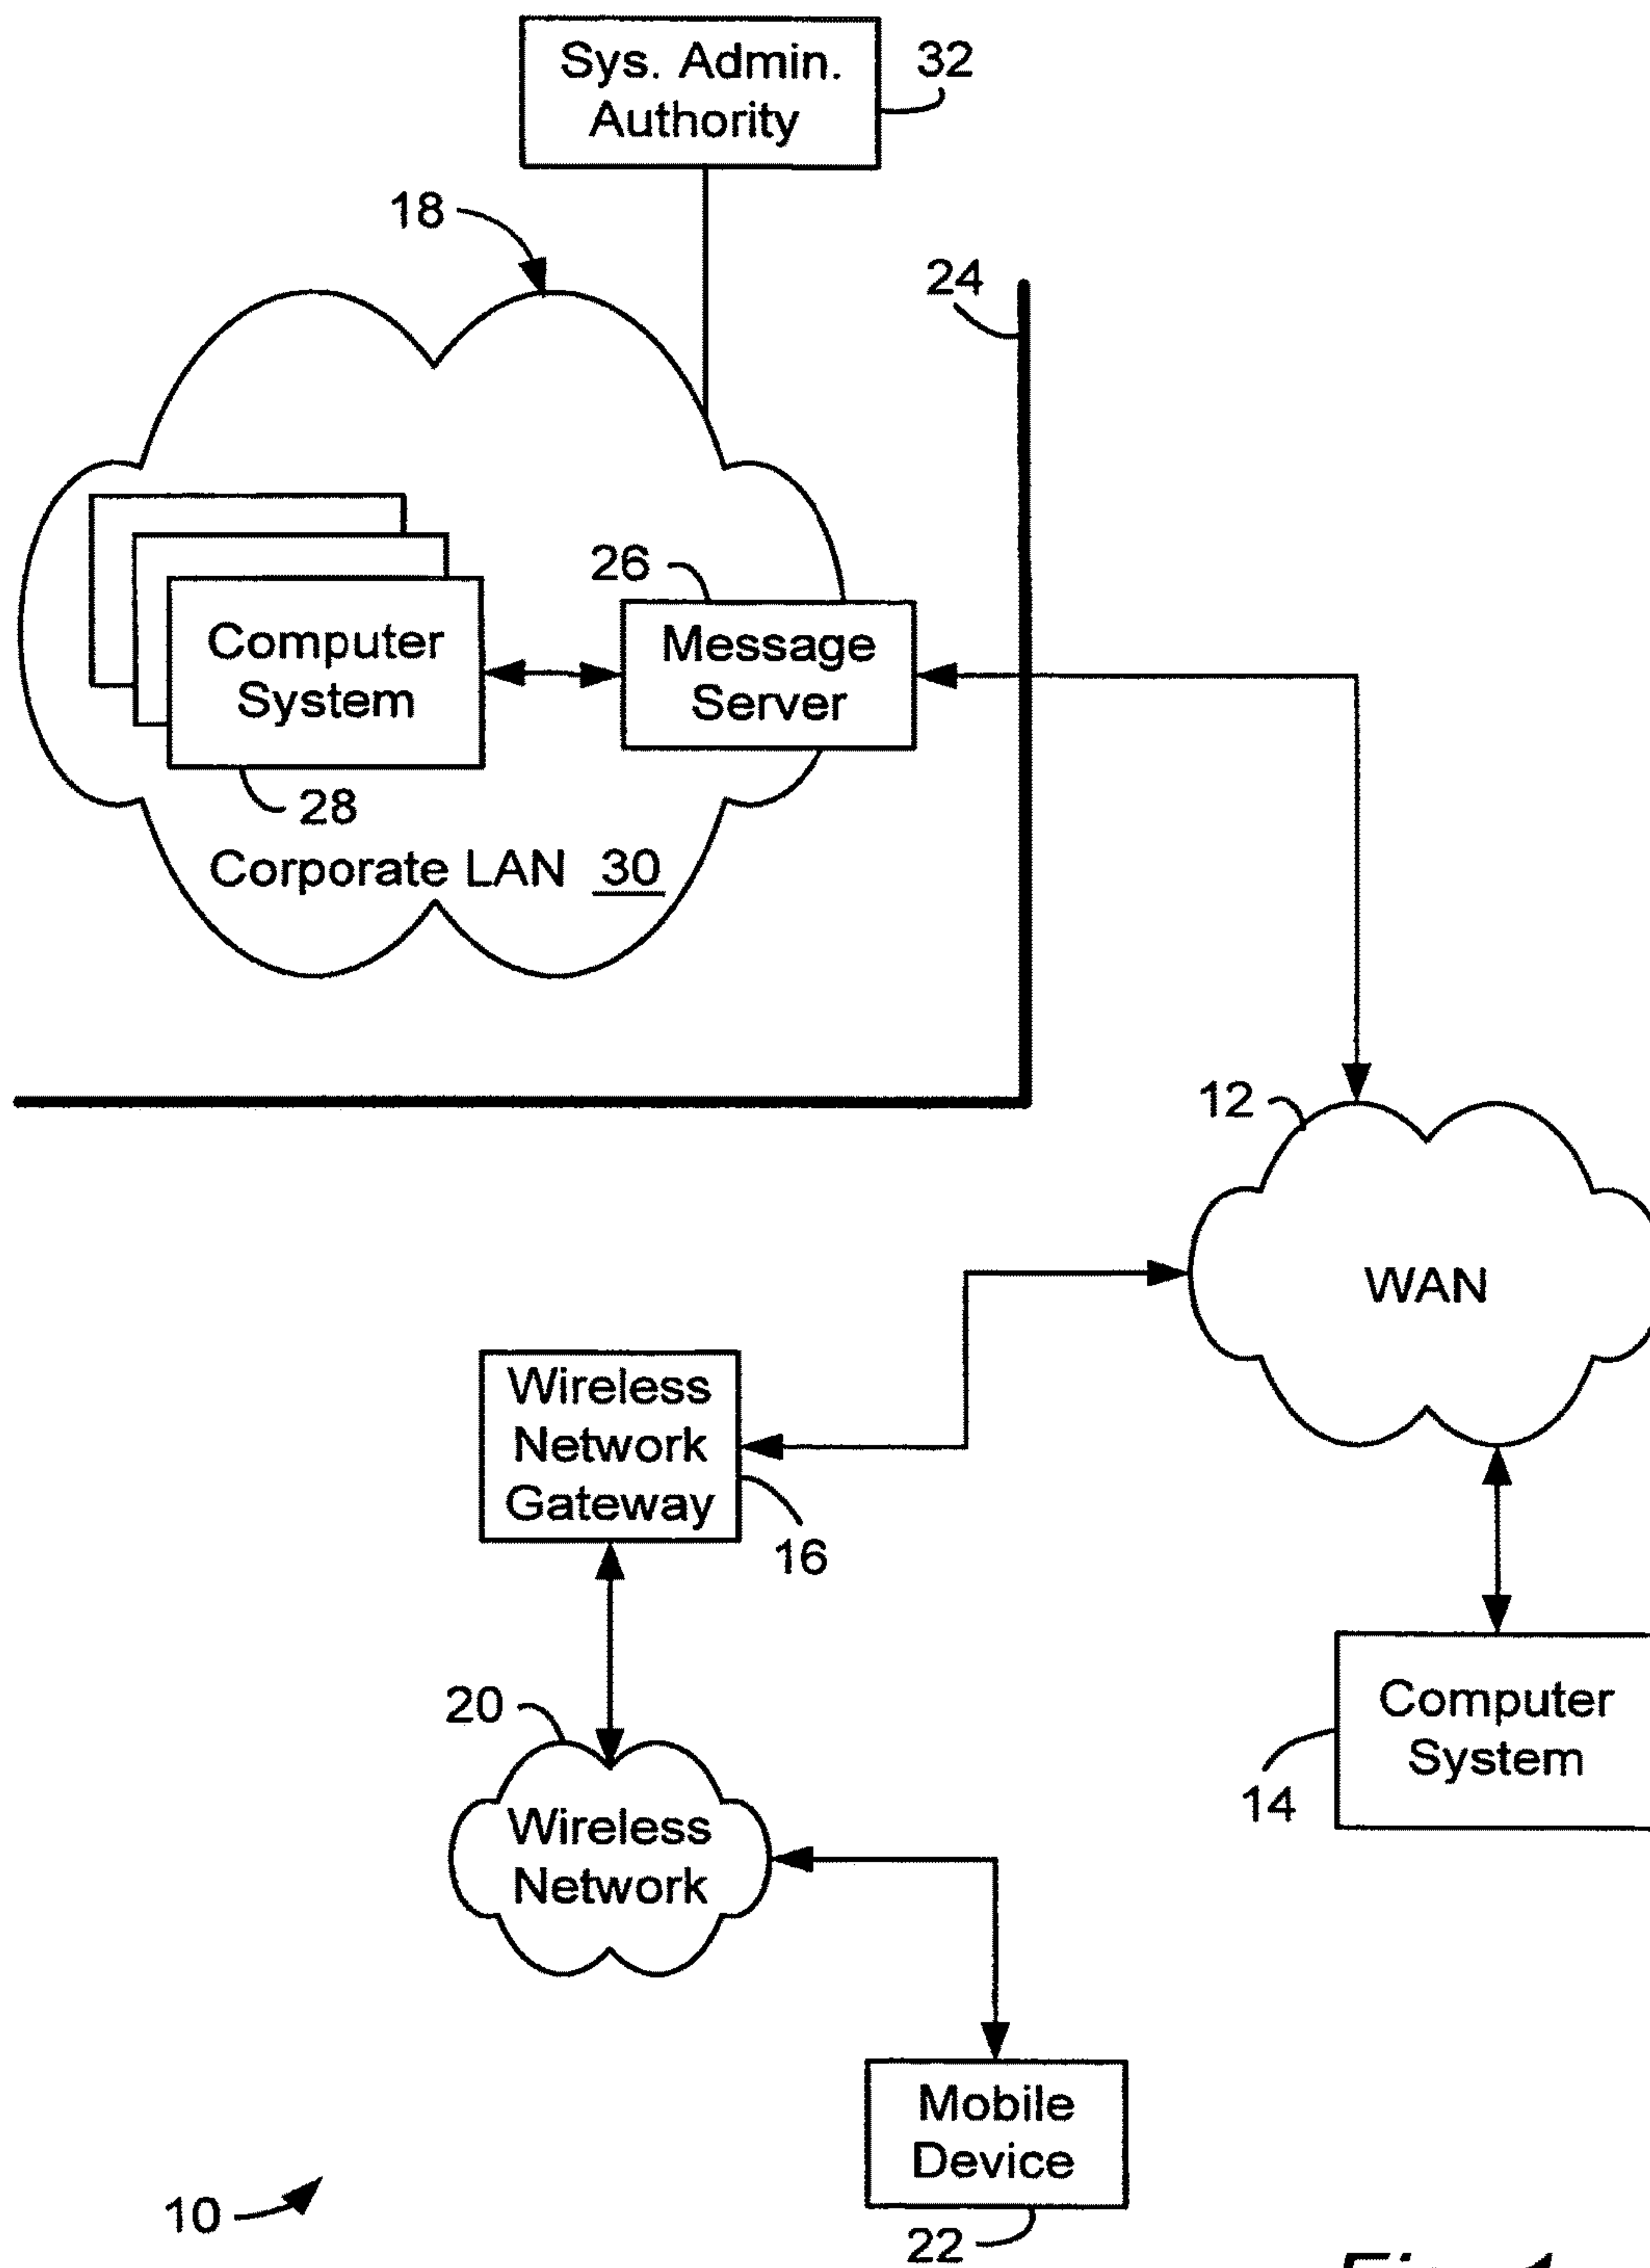 Sys. Admin.
Authority
32
18
24
26
Message
Server
Computer
System
28
Corporate LAN 30
12
WAN
Wireless
Network
Gateway
16
20
Wireless
Network
Computer
System
14
Mobile
Device
10
22